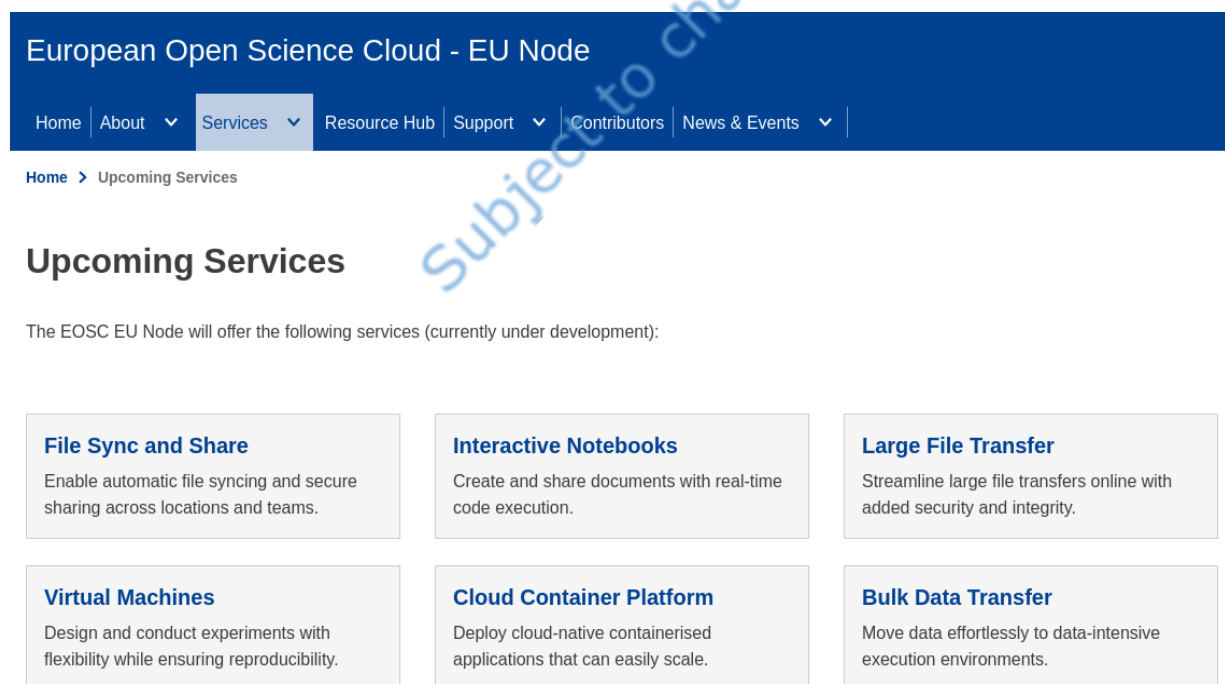 European Open Science Cloud - EU Node
Home About Services Resource Hub Support Contributors News & Events
Home Upcoming Services
Upcoming Services
The EOSC EU Node will offer the following services (currently under development):
File Sync and Share
Enable automatic file syncing and secure
sharing across locations and teams.
Interactive Notebooks
Create and share documents with real-time
code execution.
Large File Transfer
Streamline large file transfers online with
added security and integrity.
Virtual Machines
Design and conduct experiments with
flexibility while ensuring reproducibility.
Cloud Container Platform
Deploy cloud-native containerised
applications that can easily scale.
Bulk Data Transfer
Move data effortlessly to data-intensive
execution environments.
Subject to